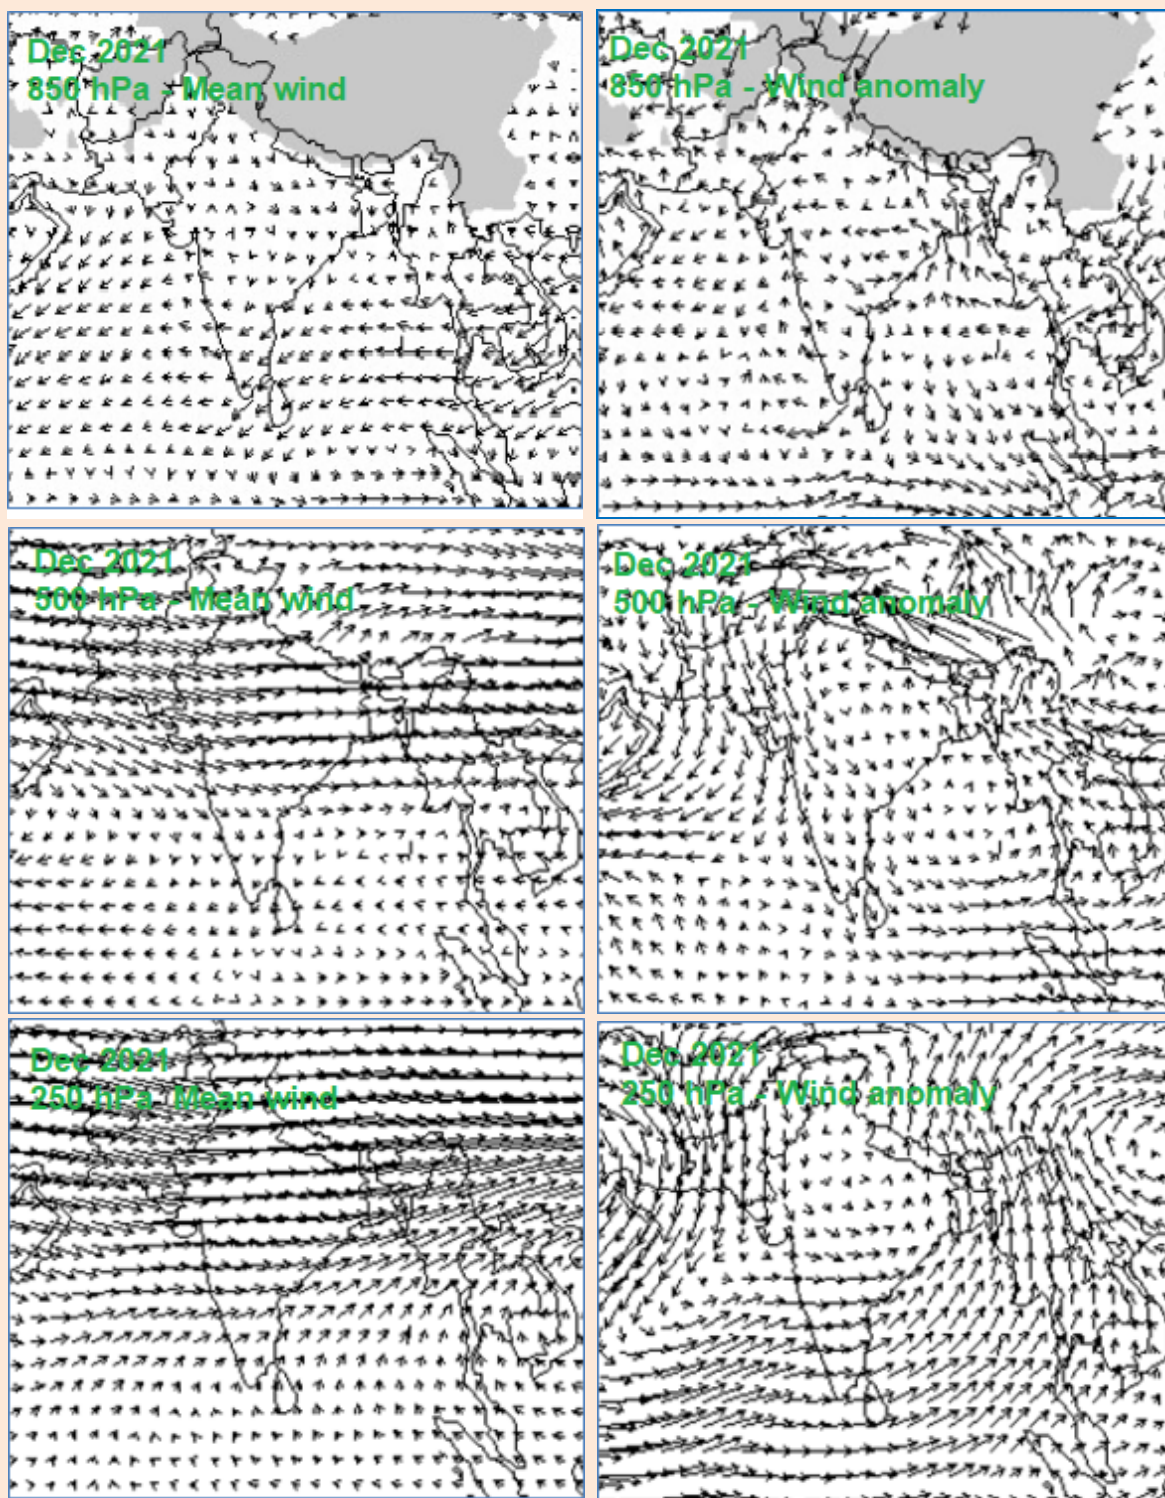 Dec 2021
850 hPa - Mean wind
Dec 2021
850 hPa - Wind anomaly
Dec 2021
500 hPa - Mean wind
Dec 2021
500 hPa - Wind anomaly
Dec 2021
250 hPa Mean wind
Dec 2021
250 hPa - Wind anomaly